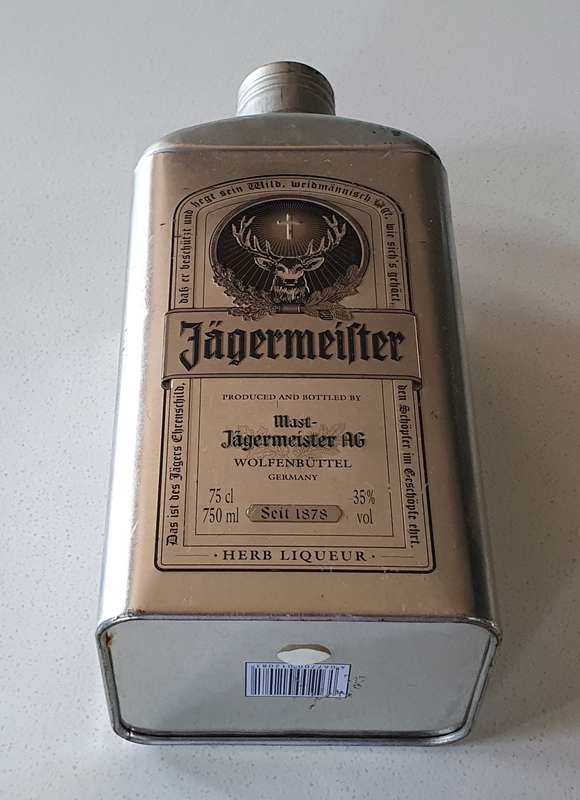 Das ist des Jägers Ehrenschild,
daß er beschützt und hegt sein Wild, weidmännisch jagt, wie sich's gehört,
den Schöpfer im Geschöpfe ehrt.
Jägermeiſter
PRODUCED AND BOTTLED BY
Mast-
Jägermeister AG
WOLFENBÜTTEL
GERMANY
75 cl 35%
750 ml Seit 1878 vol
· HERB LIQUEUR ·